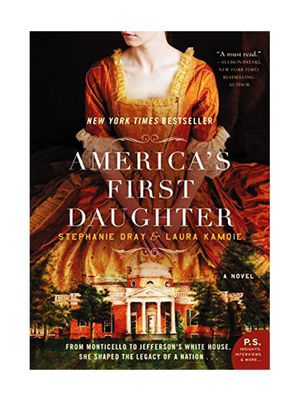 "A must read."
—ALLISON PATAKI,
NEW YORK TIMES
BESTSELLING
AUTHOR
NEW YORK TIMES BESTSELLER
AMERICA'S
FIRST
DAUGHTER
STEPHANIE DRAY & LAURA KAMOIE
A NOVEL
FROM MONTICELLO TO JEFFERSON'S WHITE HOUSE,
SHE SHAPED THE LEGACY OF A NATION . . .
P.S.
INSIGHTS,
INTERVIEWS
& MORE...